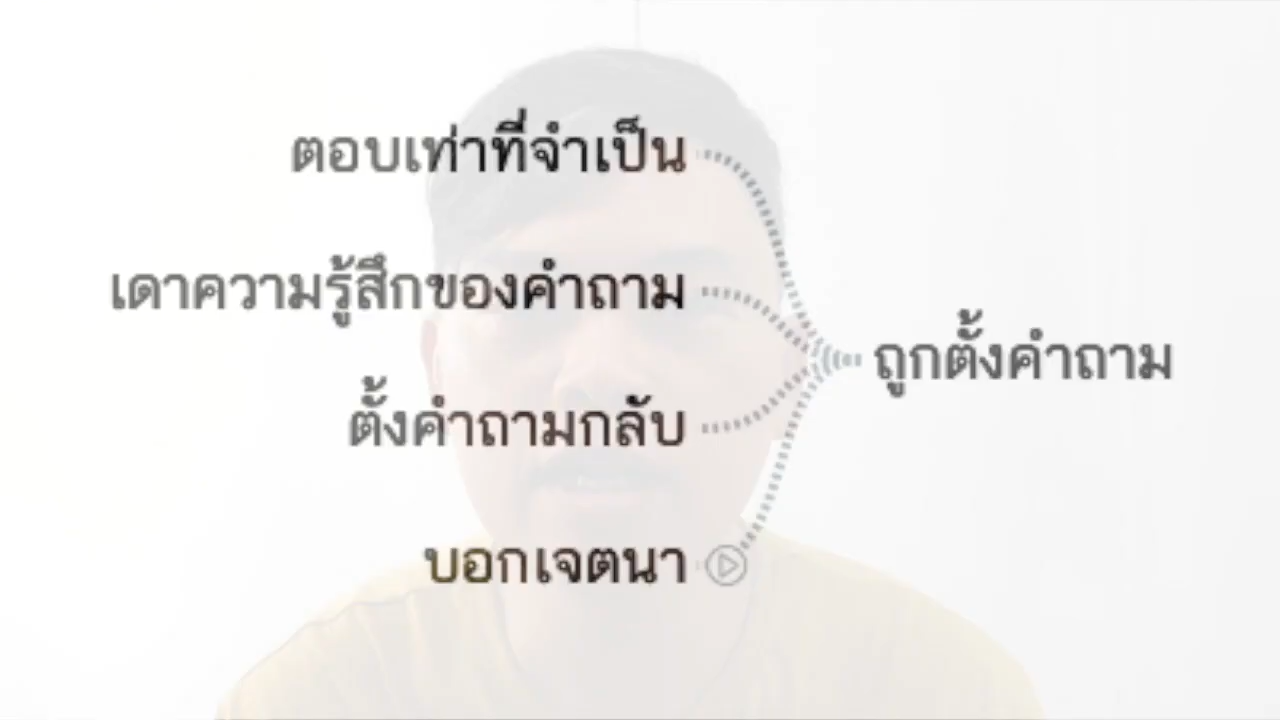 ตอบเท่าที่จำเป็น
เดาความรู้สึกของคำถาม
ตั้งคำถามกลับ
บอกเจตนา
ถูกตั้งคำถาม